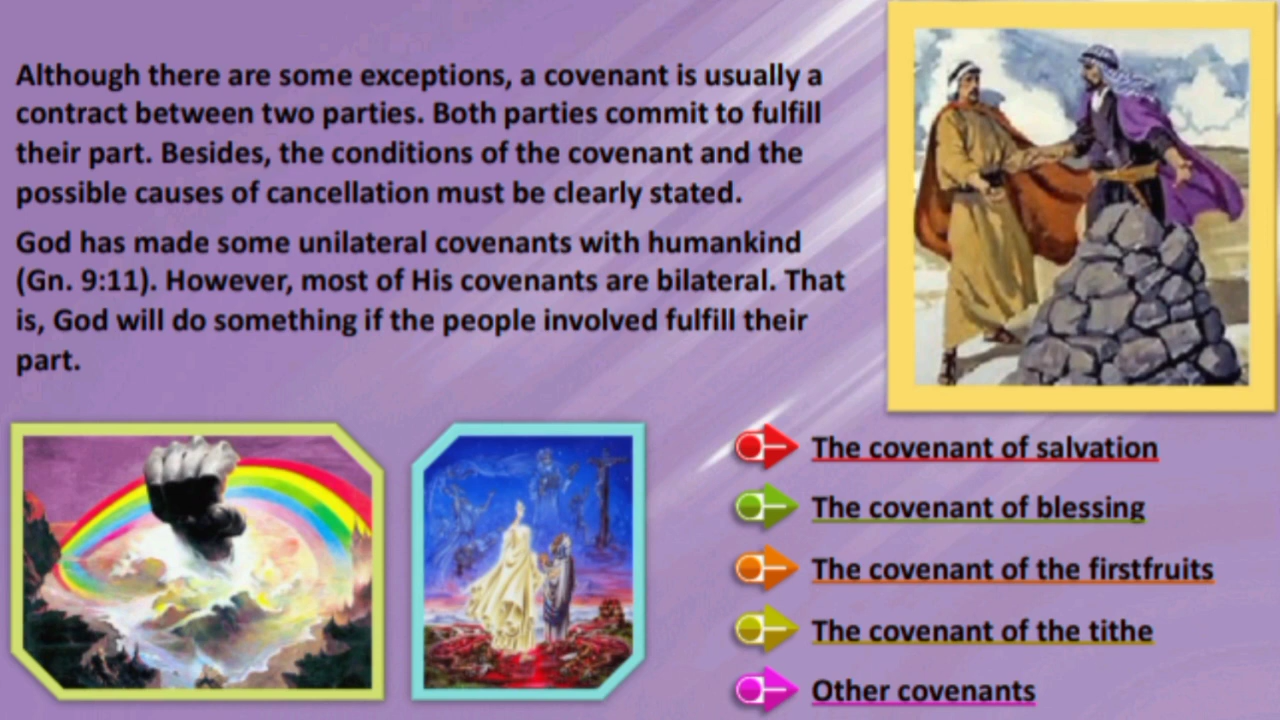 Although there are some exceptions, a covenant is usually a
contract between two parties. Both parties commit to fulfill
their part. Besides, the conditions of the covenant and the
possible causes of cancellation must be clearly stated.
God has made some unilateral covenants with humankind
(Gn. 9:11). However, most of His covenants are bilateral. That
is, God will do something if the people involved fulfill their
part.
The covenant of salvation
The covenant of blessing
The covenant of the firstfruits
The covenant of the tithe
Other covenants